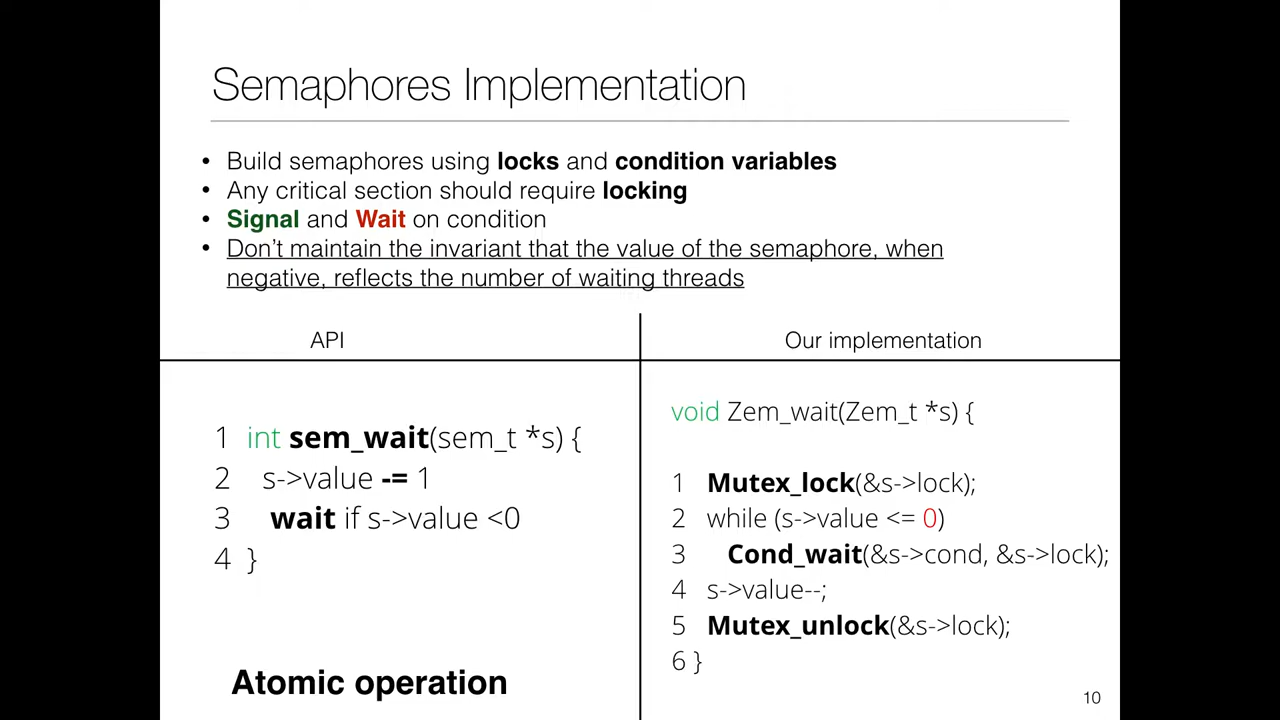 Semaphores Implementation
• Build semaphores using locks and condition variables
• Any critical section should require locking
• Signal and Wait on condition
• Don't maintain the invariant that the value of the semaphore, when
negative, reflects the number of waiting threads
API
1 int sem_wait(sem_t *s) {
2 s->value -= 1
3 wait if s->value <0
4 }
Atomic operation
Our implementation
void Zem_wait(Zem_t *s) {
1 Mutex_lock(&s->lock);
2 while (s->value <= 0)
3 Cond_wait(&s->cond, &s->lock);
4 s->value--;
5 Mutex_unlock(&s->lock);
6 }
10